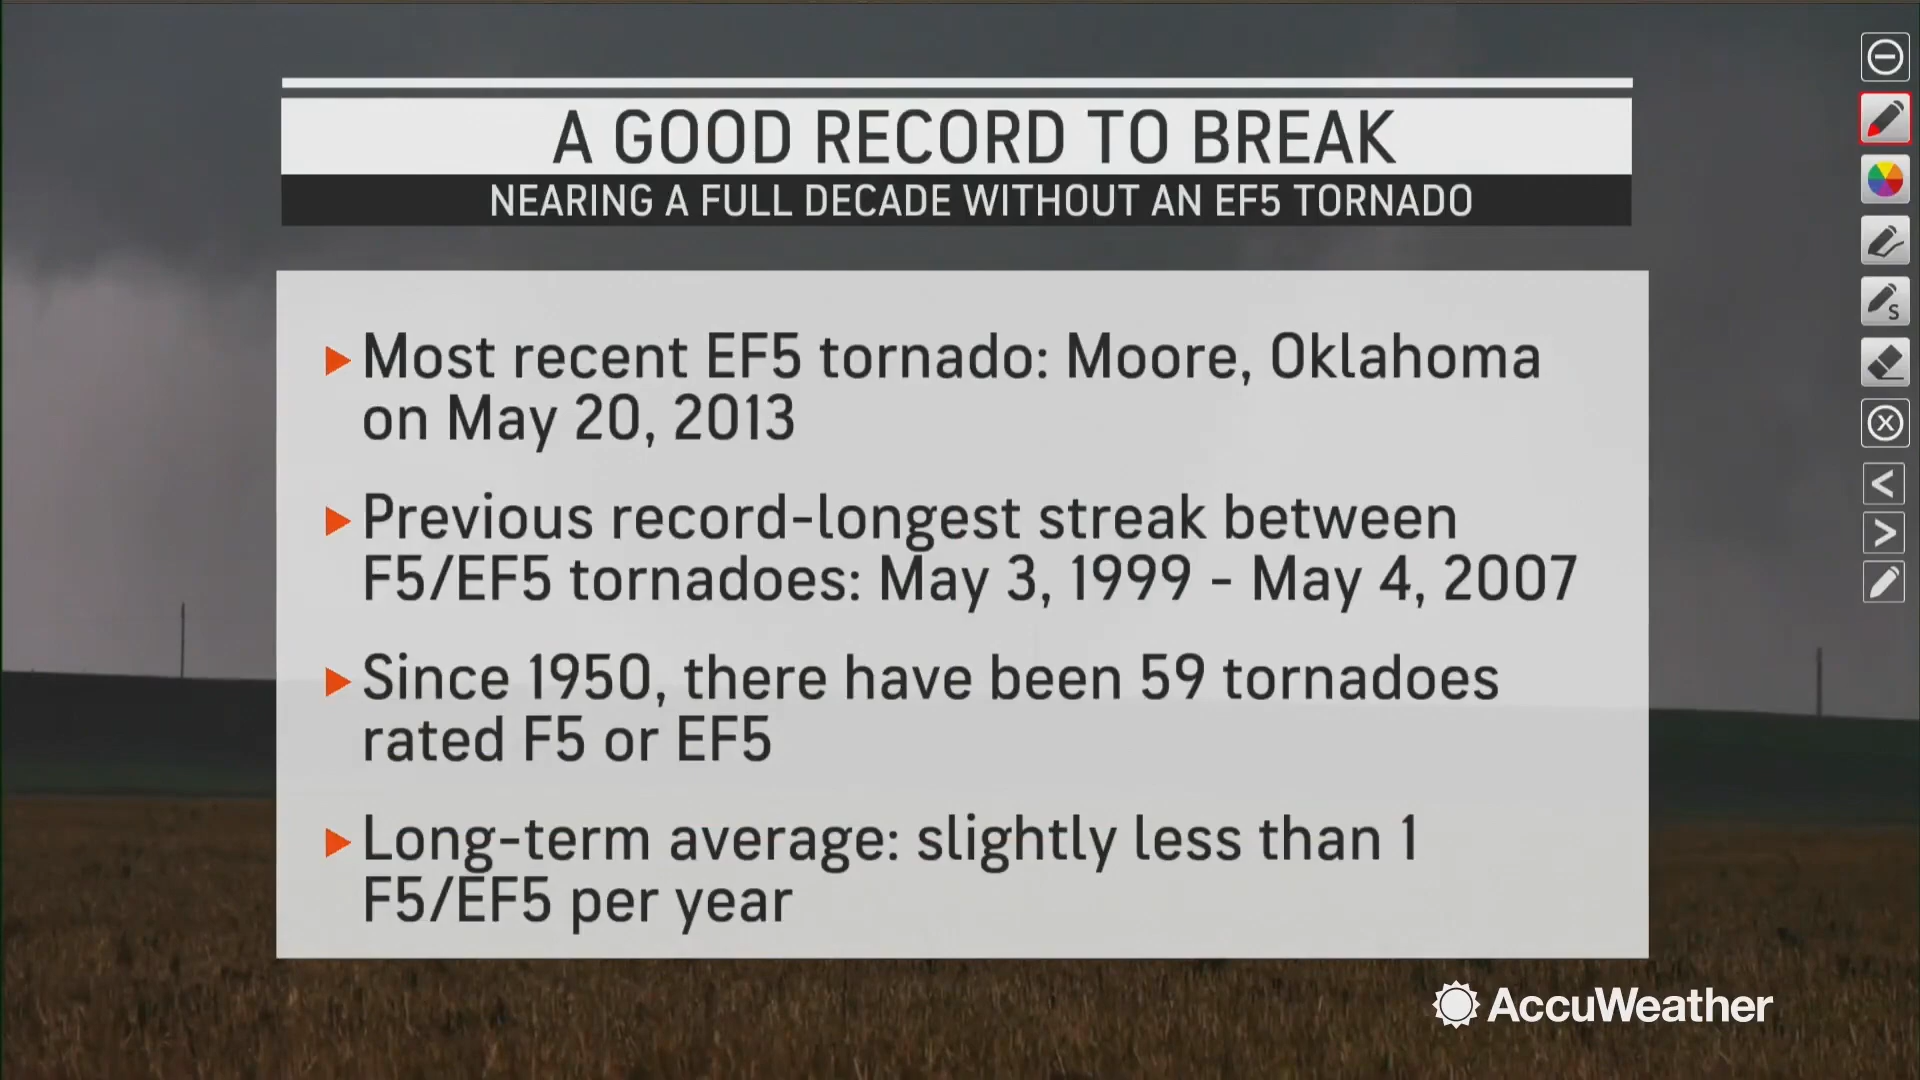 A GOOD RECORD TO BREAK
NEARING A FULL DECADE WITHOUT AN EF5 TORNADO
Most recent EF5 tornado: Moore, Oklahoma
on May 20, 2013
Previous record-longest streak between
F5/EF5 tornadoes: May 3, 1999 - May 4, 2007
Since 1950, there have been 59 tornadoes
rated F5 or EF5
Long-term average: slightly less than 1
F5/EF5 per year
AccuWeather
S